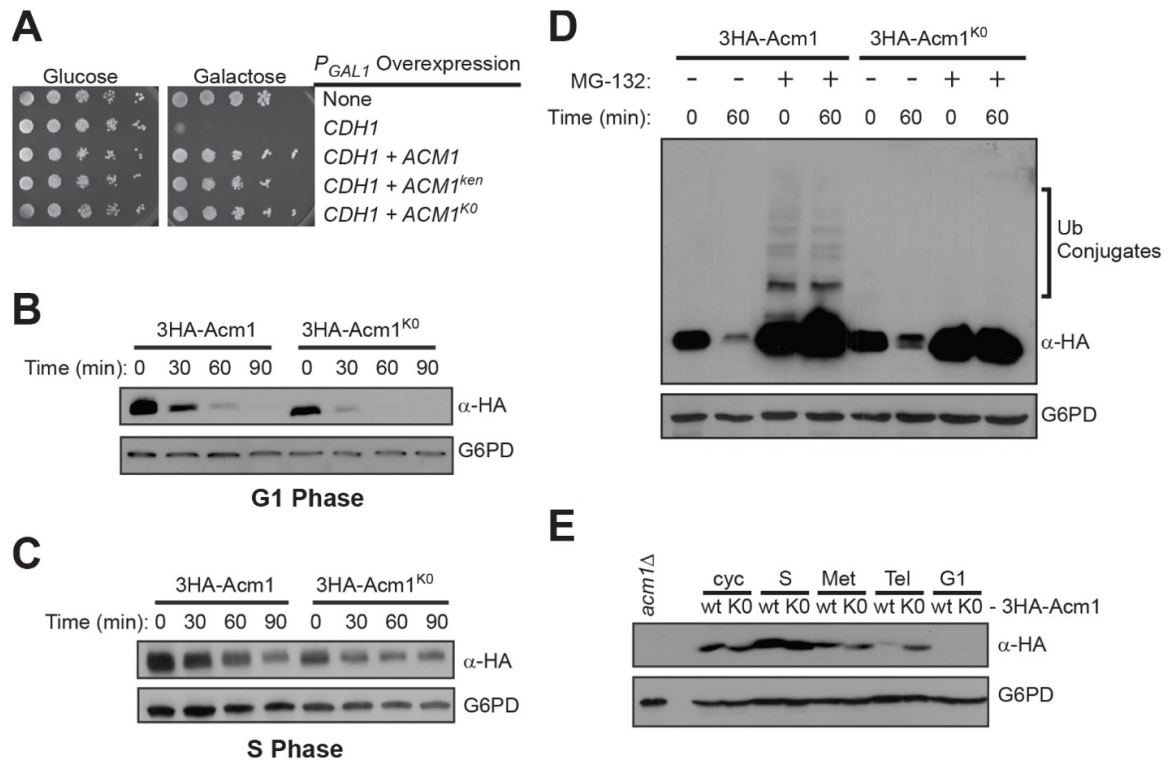 A
Glucose Galactose P_GAL1 Overexpression
None
CDH1
CDH1 + ACM1
CDH1 + ACM1^ken
CDH1 + ACM1^K0
B
3HA-Acm1 3HA-Acm1^K0
Time (min): 0 30 60 90 0 30 60 90
α-HA
G6PD
G1 Phase
C
3HA-Acm1 3HA-Acm1^K0
Time (min): 0 30 60 90 0 30 60 90
α-HA
G6PD
S Phase
D
3HA-Acm1 3HA-Acm1^K0
MG-132: - - + + - - + +
Time (min): 0 60 0 60 0 60 0 60
Ub
Conjugates
α-HA
G6PD
E
acm1Δ
cyc S Met Tel G1
wt K0 wt K0 wt K0 wt K0 wt K0 - 3HA-Acm1
α-HA
G6PD